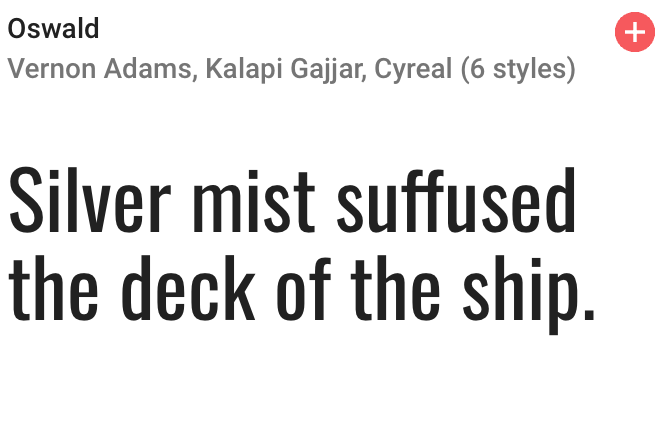 Oswald
Vernon Adams, Kalapi Gajjar, Cyreal (6 styles)
Silver mist suffused
the deck of the ship.